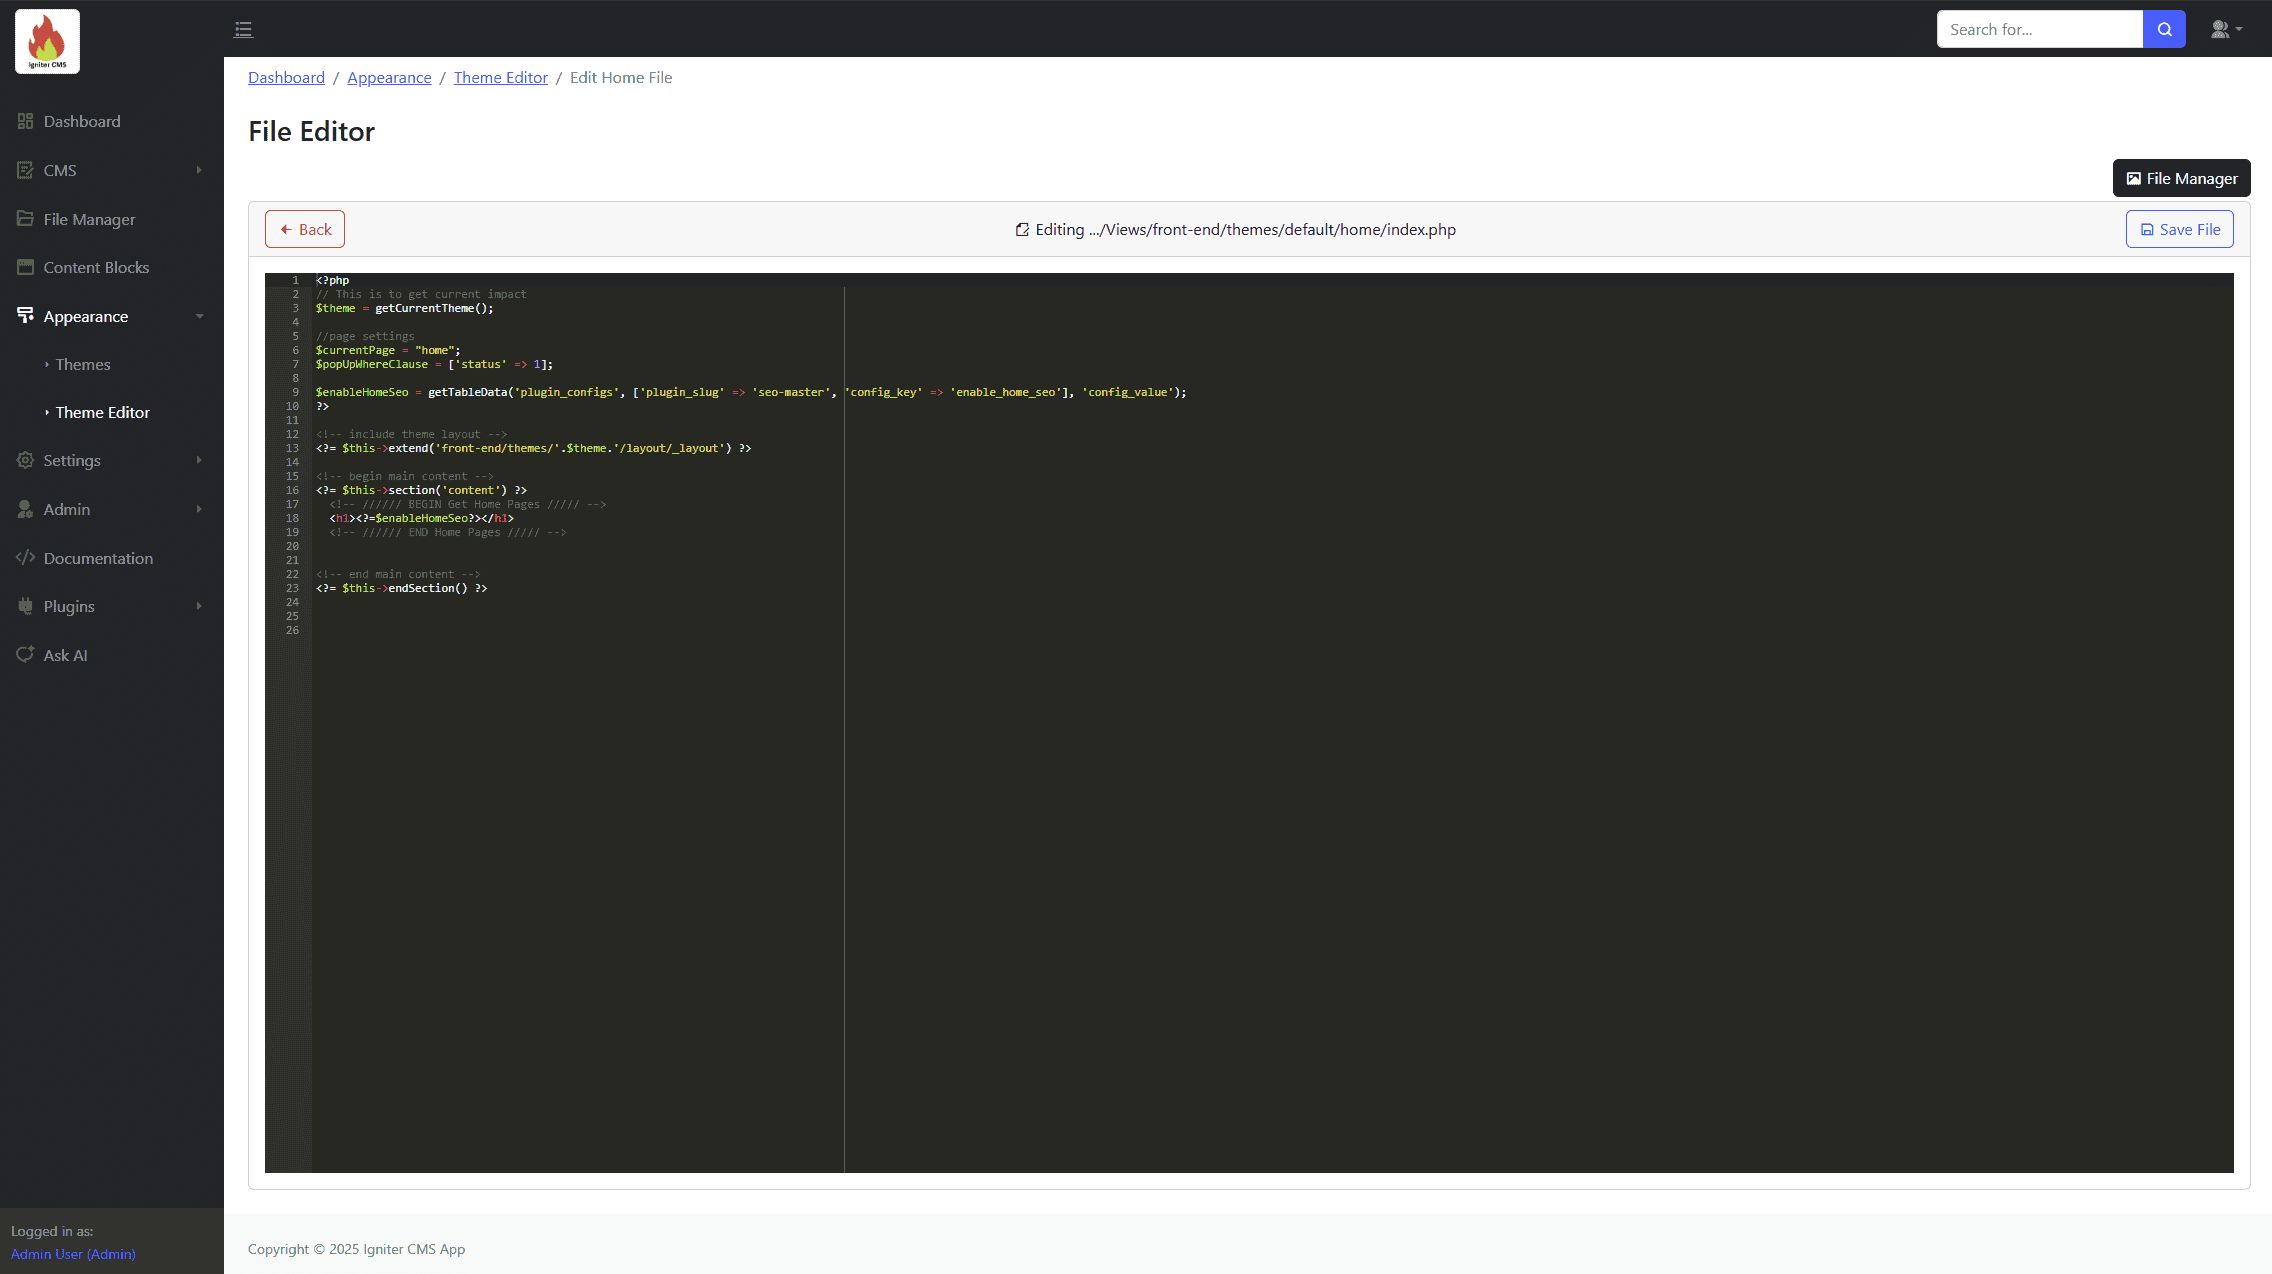 Igniter CMS
Search for...
Dashboard
CMS
File Manager
Content Blocks
Appearance
Themes
Theme Editor
Settings
Admin
Documentation
Plugins
Ask AI
Logged in as:
Admin User (Admin)
Dashboard / Appearance / Theme Editor / Edit Home File
File Editor
File Manager
Back
Editing .../Views/front-end/themes/default/home/index.php
Save File
1 <?php
2 // This is to get current impact
3 $theme = getCurrentTheme();
4
5 //page settings
6 $currentPage = "home";
7 $popUpWhereClause = ['status' => 1];
8
9 $enableHomeSeo = getTableData('plugin_configs', ['plugin_slug' => 'seo-master', 'config_key' => 'enable_home_seo'], 'config_value');
10 ?>
11
12 <!-- include theme layout -->
13 <?= $this->extend('front-end/themes/'.$theme.'/layout/_layout') ?>
14
15 <!-- begin main content -->
16 <?= $this->section('content') ?>
17 <!-- ////// BEGIN Get Home Pages ///// -->
18 <h1><?=$enableHomeSeo?></h1>
19 <!-- ////// END Home Pages ///// -->
20
21
22 <!-- end main content -->
23 <?= $this->endSection() ?>
24
25
26
Copyright © 2025 Igniter CMS App